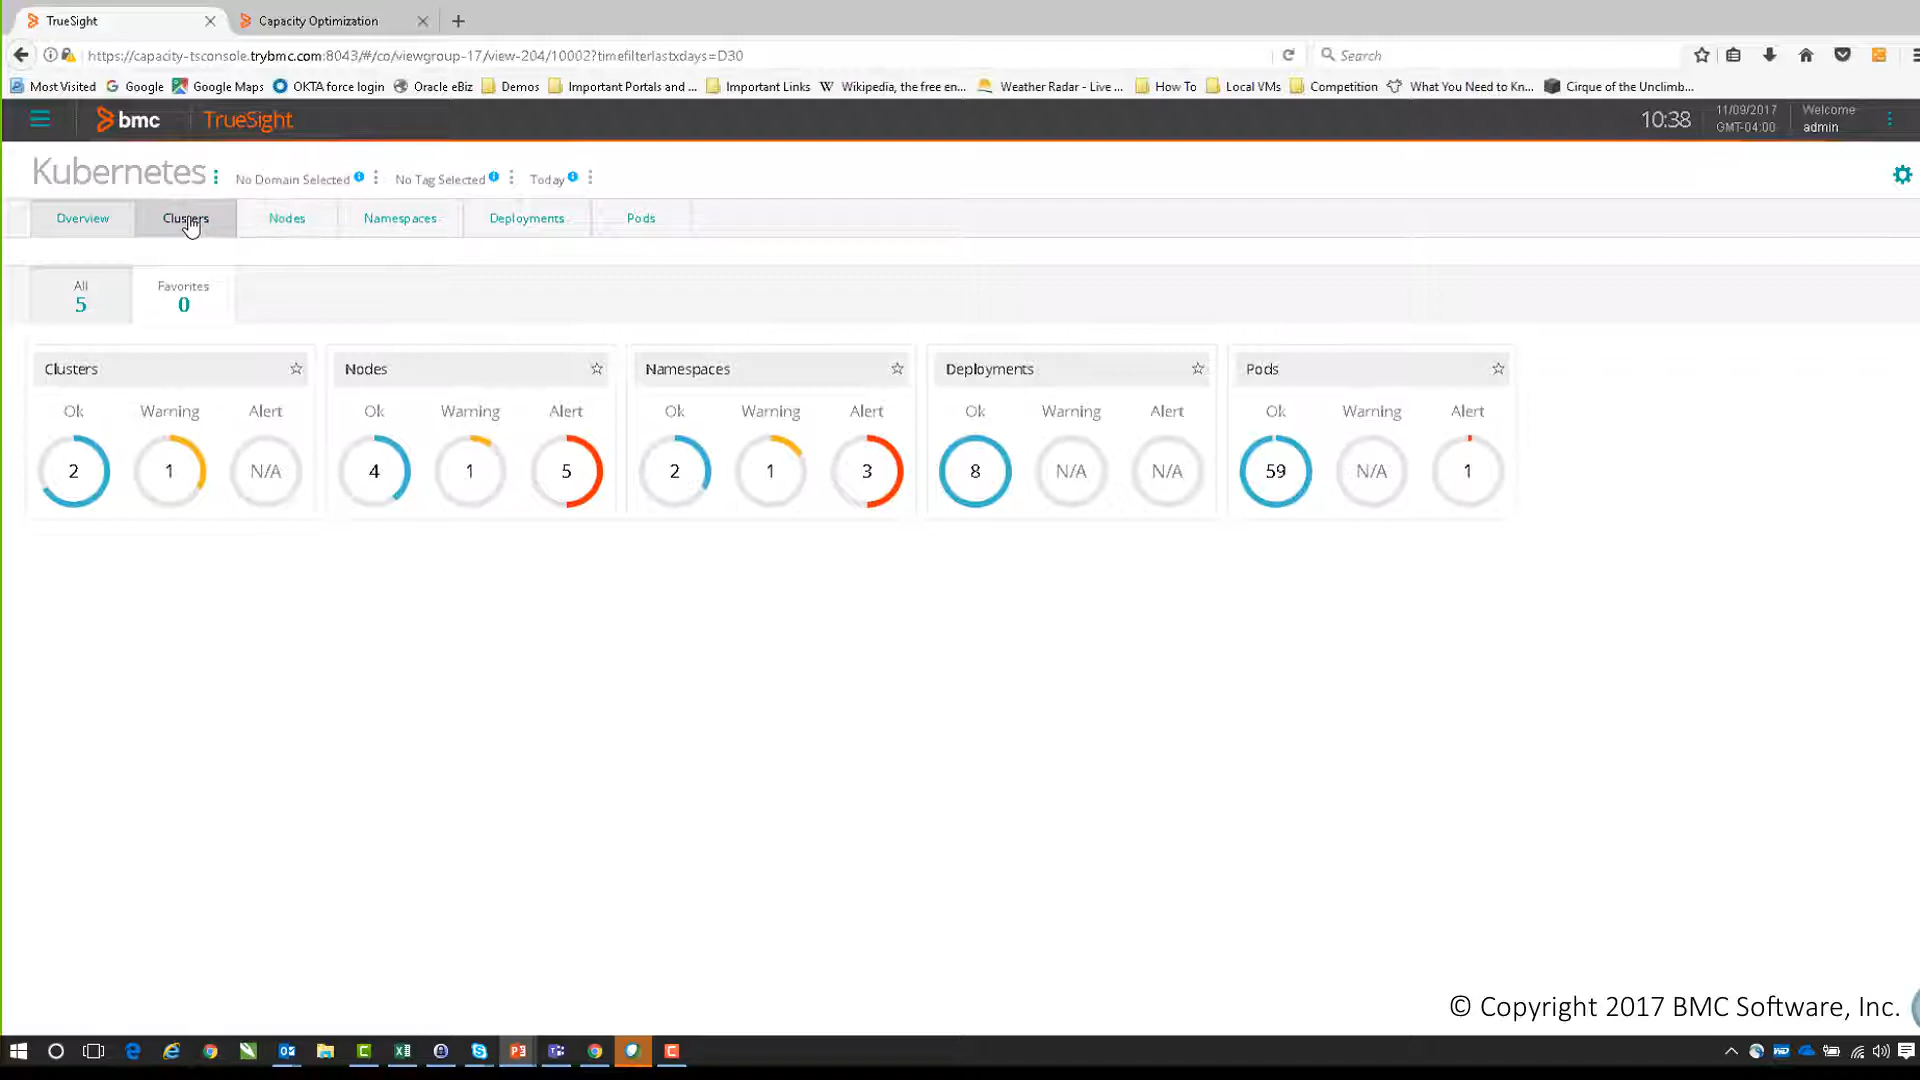 TrueSight
Capacity Optimization
https://capacity-tsconsole.trybmc.com:8043/#/co/viewgroup-17/view-204/10002?timefilterlastxdays=D30
Search
Most Visited Google Google Maps OKTA force login Oracle eBiz Demos Important Portals and ... Important Links Wikipedia, the free en... Weather Radar - Live ... How To Local VMs Competition What You Need to Kn... Cirque of the Unclimb...
bmc TrueSight
10:38
11/09/2017
GMT-04:00
Welcome
admin
Kubernetes
No Domain Selected No Tag Selected Today
Overview Clusters Nodes Namespaces Deployments Pods
All
5
Favorites
0
Clusters
Ok Warning Alert
2 1 N/A
Nodes
Ok Warning Alert
4 1 5
Namespaces
Ok Warning Alert
2 1 3
Deployments
Ok Warning Alert
8 N/A N/A
Pods
Ok Warning Alert
59 N/A 1
© Copyright 2017 BMC Software, Inc.